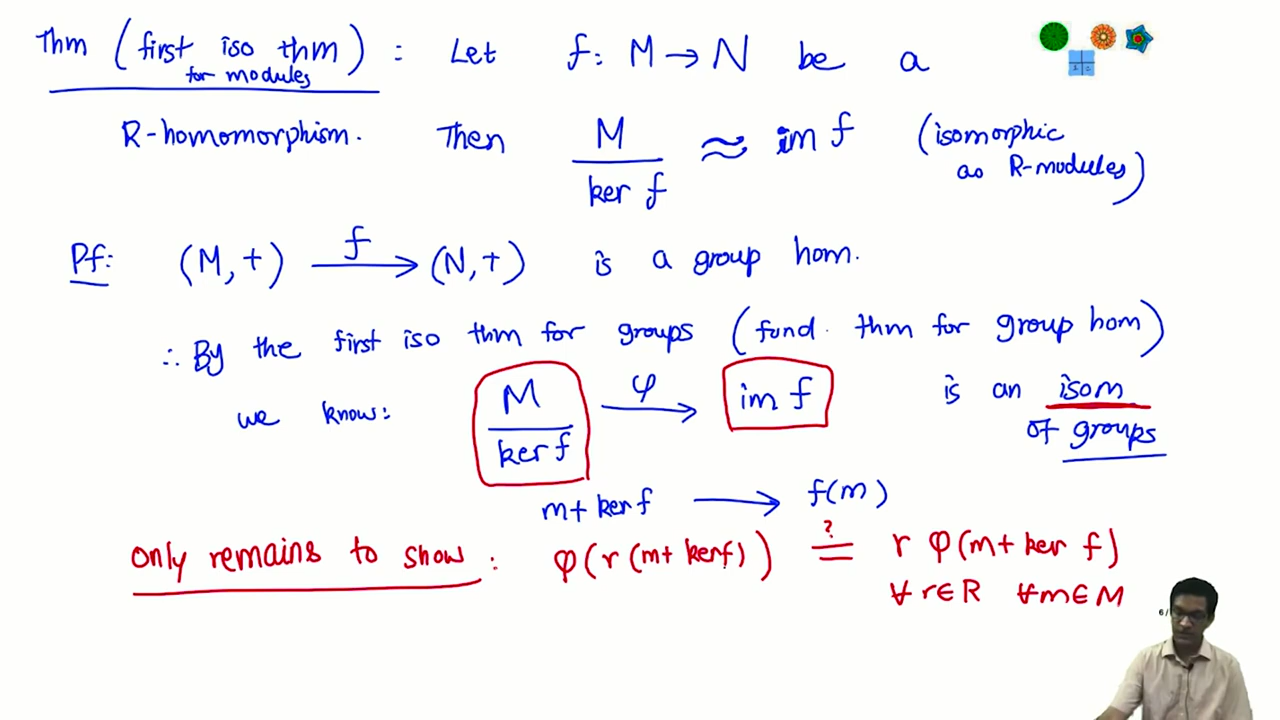 Thm (first iso thm) : Let f: M → N be a
for modules
R-homomorphism. Then M / ker f ≈ im f (isomorphic
as R-modules)
Pf: (M,+) f→ (N,+) is a group hom.
∴ By the first iso thm for groups (fund. thm for group hom)
we know: M / ker f φ→ im f is an isom
of groups
m+ ker f → f(m)
Only remains to show : φ(r(m+ kerf)) ?= r φ(m+ ker f)
∀ r∈R ∀m∈M
6/